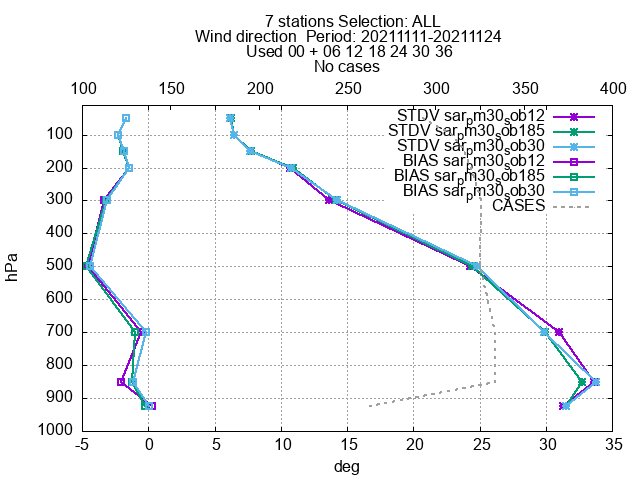 7 stations Selection: ALL
Wind direction  Period: 20211111-20211124
Used 00 + 06 12 18 24 30 36
No cases
100 150 200 250 300 350 400
STDV sar_pm30_sob12
STDV sar_pm30_sob185
STDV sar_pm30_sob30
BIAS sar_pm30_sob12
BIAS sar_pm30_sob185
BIAS sar_pm30_sob30
CASES
100
200
300
400
500
600
700
800
900
1000
hPa
-5 0 5 10 15 20 25 30 35
deg